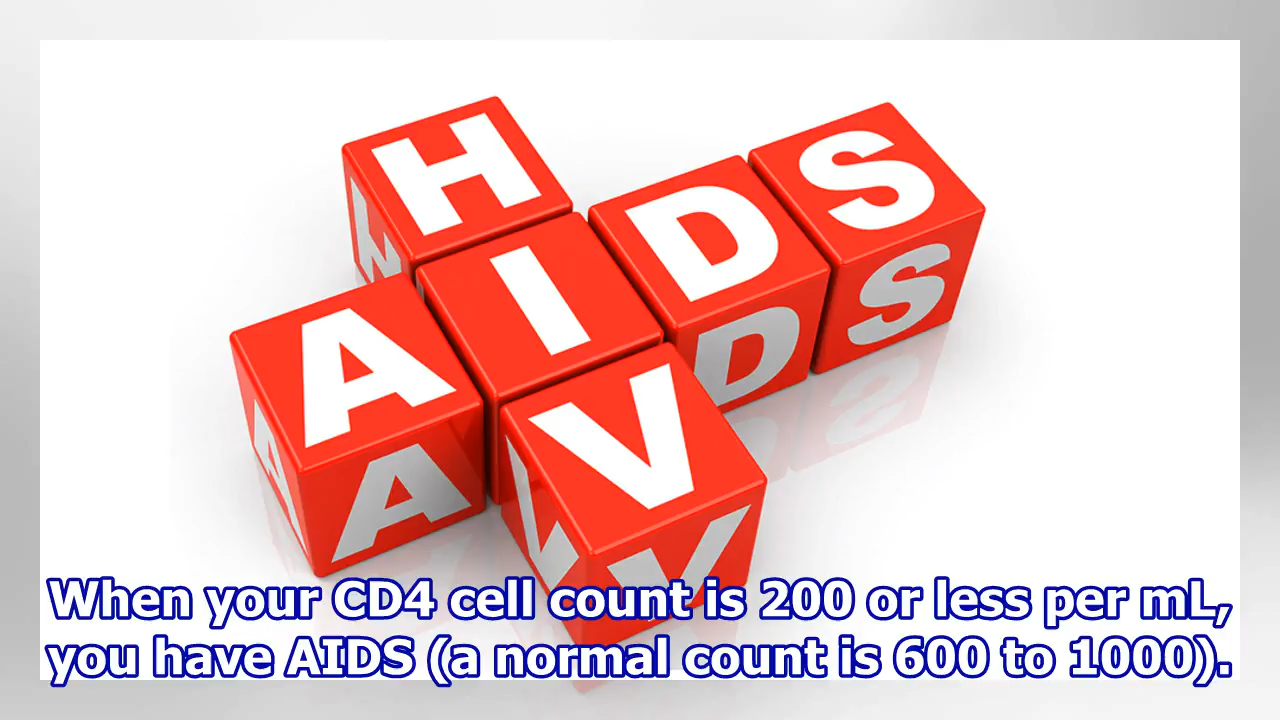 HIV
AIDS
When your CD4 cell count is 200 or less per mL,
you have AIDS (a normal count is 600 to 1000).